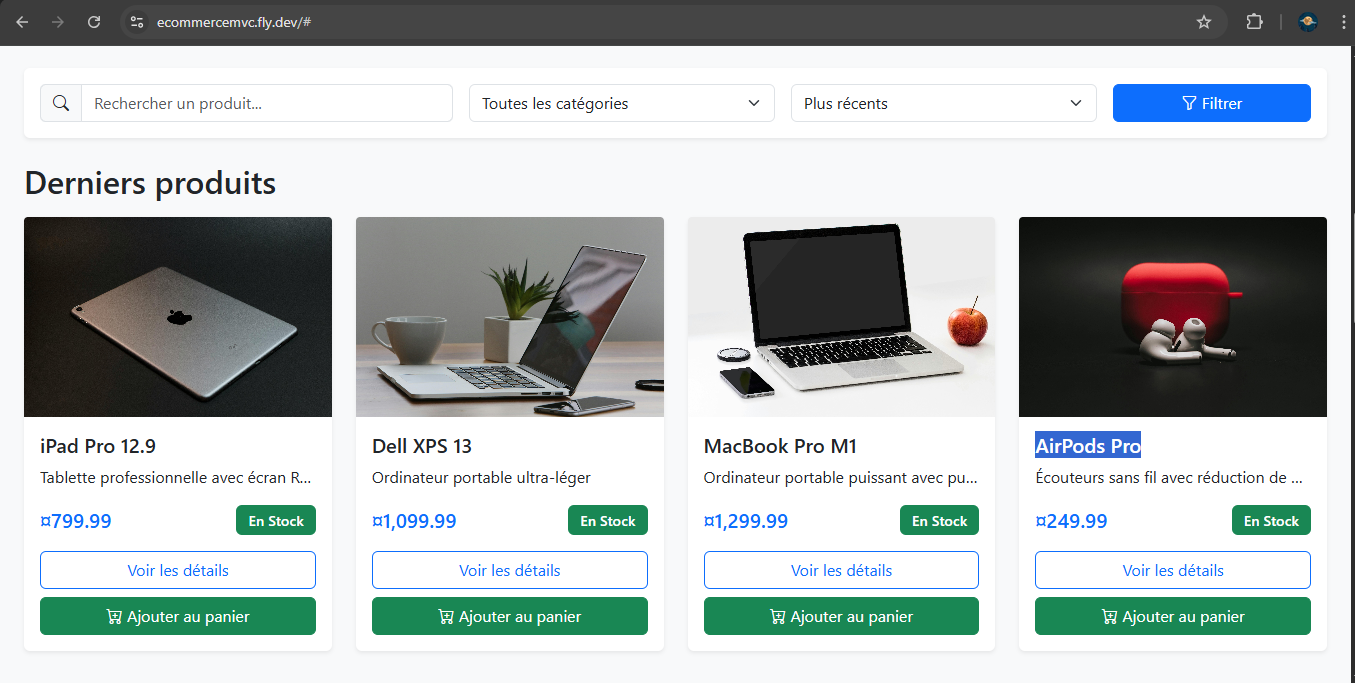 ecommercemvc.fly.dev/#
Rechercher un produit...
Toutes les catégories
Plus récents
Filtrer
Derniers produits
iPad Pro 12.9
Tablette professionnelle avec écran R...
¤799.99
En Stock
Voir les détails
Ajouter au panier
Dell XPS 13
Ordinateur portable ultra-léger
¤1,099.99
En Stock
Voir les détails
Ajouter au panier
MacBook Pro M1
Ordinateur portable puissant avec pu...
¤1,299.99
En Stock
Voir les détails
Ajouter au panier
AirPods Pro
Écouteurs sans fil avec réduction de ...
¤249.99
En Stock
Voir les détails
Ajouter au panier